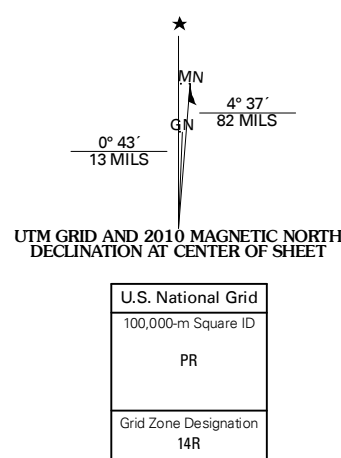 MN
4° 37´
82 MILS
GN
0° 43´
13 MILS
UTM GRID AND 2010 MAGNETIC NORTH
DECLINATION AT CENTER OF SHEET
U.S. National Grid
100,000-m Square ID
PR
Grid Zone Designation
14R